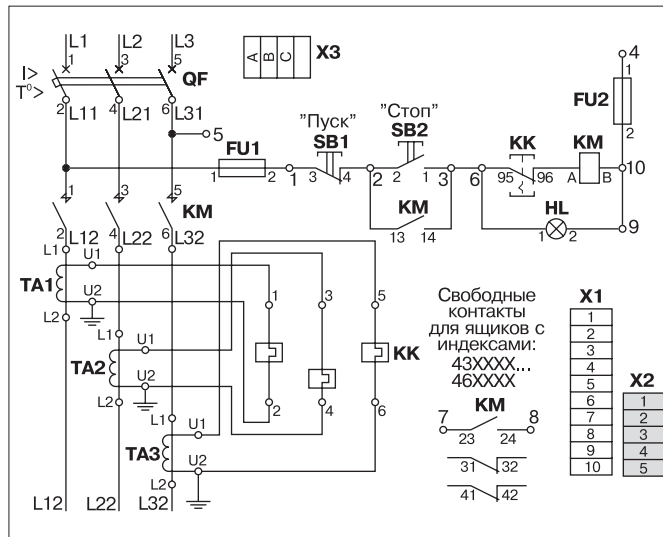 L1 L2 L3
1 3 5
I>
T°>
QF
2 L11 4 L21 6 L31
5
A B C X3
4
1
FU2
2
"Пуск" "Стоп"
FU1 SB1 SB2 KK KM
1 2 1 3 4 2 2 1 3 6 95 96 A B 10
KM
13 14
HL
1 2 9
1 3 5
KM
2 L12 4 L22 6 L32
L1 U1
TA1 U2
L2
L1 U1
TA2 U2
L2
L1 U1
TA3 U2
L2
1 3 5
KK
2 4 6
L12 L22 L32
Свободные
контакты
для ящиков с
индексами:
43XXXX...
46XXXX
KM
7 8
23 24
31 32
41 42
X1
1
2
3
4
5
6
7
8
9
10
X2
1
2
3
4
5